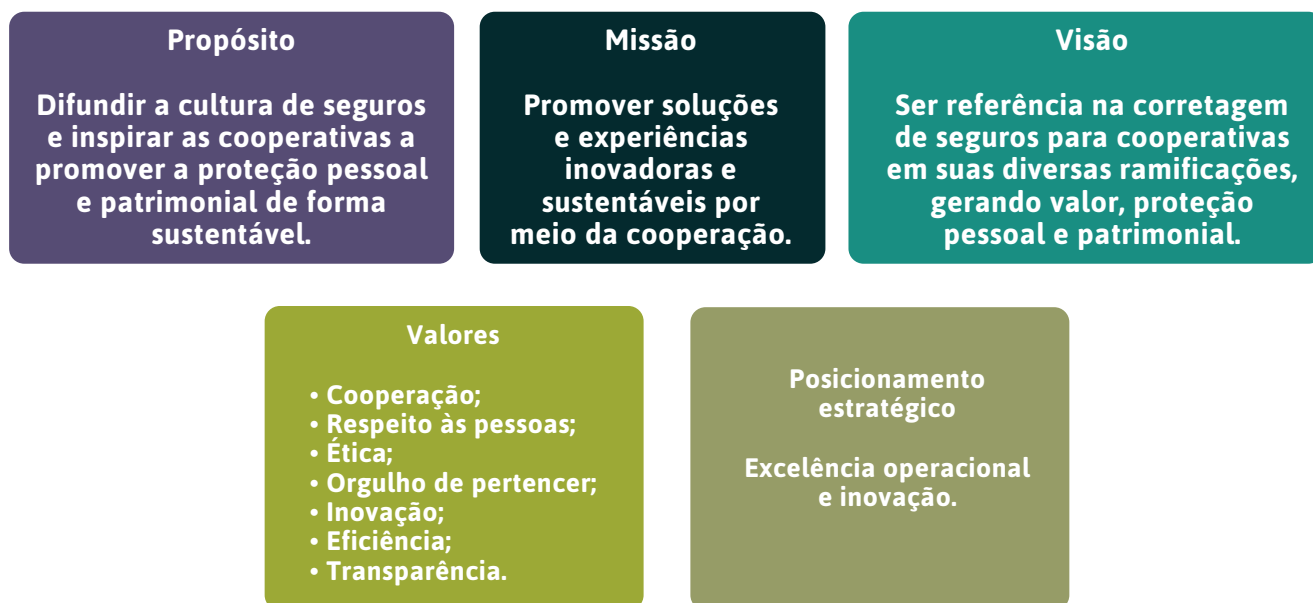 Propósito
Difundir a cultura de seguros
e inspirar as cooperativas a
promover a proteção pessoal
e patrimonial de forma
sustentável.
Missão
Promover soluções
e experiências
inovadoras e
sustentáveis por
meio da cooperação.
Visão
Ser referência na corretagem
de seguros para cooperativas
em suas diversas ramificações,
gerando valor, proteção
pessoal e patrimonial.
Valores
• Cooperação;
• Respeito às pessoas;
• Ética;
• Orgulho de pertencer;
• Inovação;
• Eficiência;
• Transparência.
Posicionamento
estratégico
Excelência operacional
e inovação.